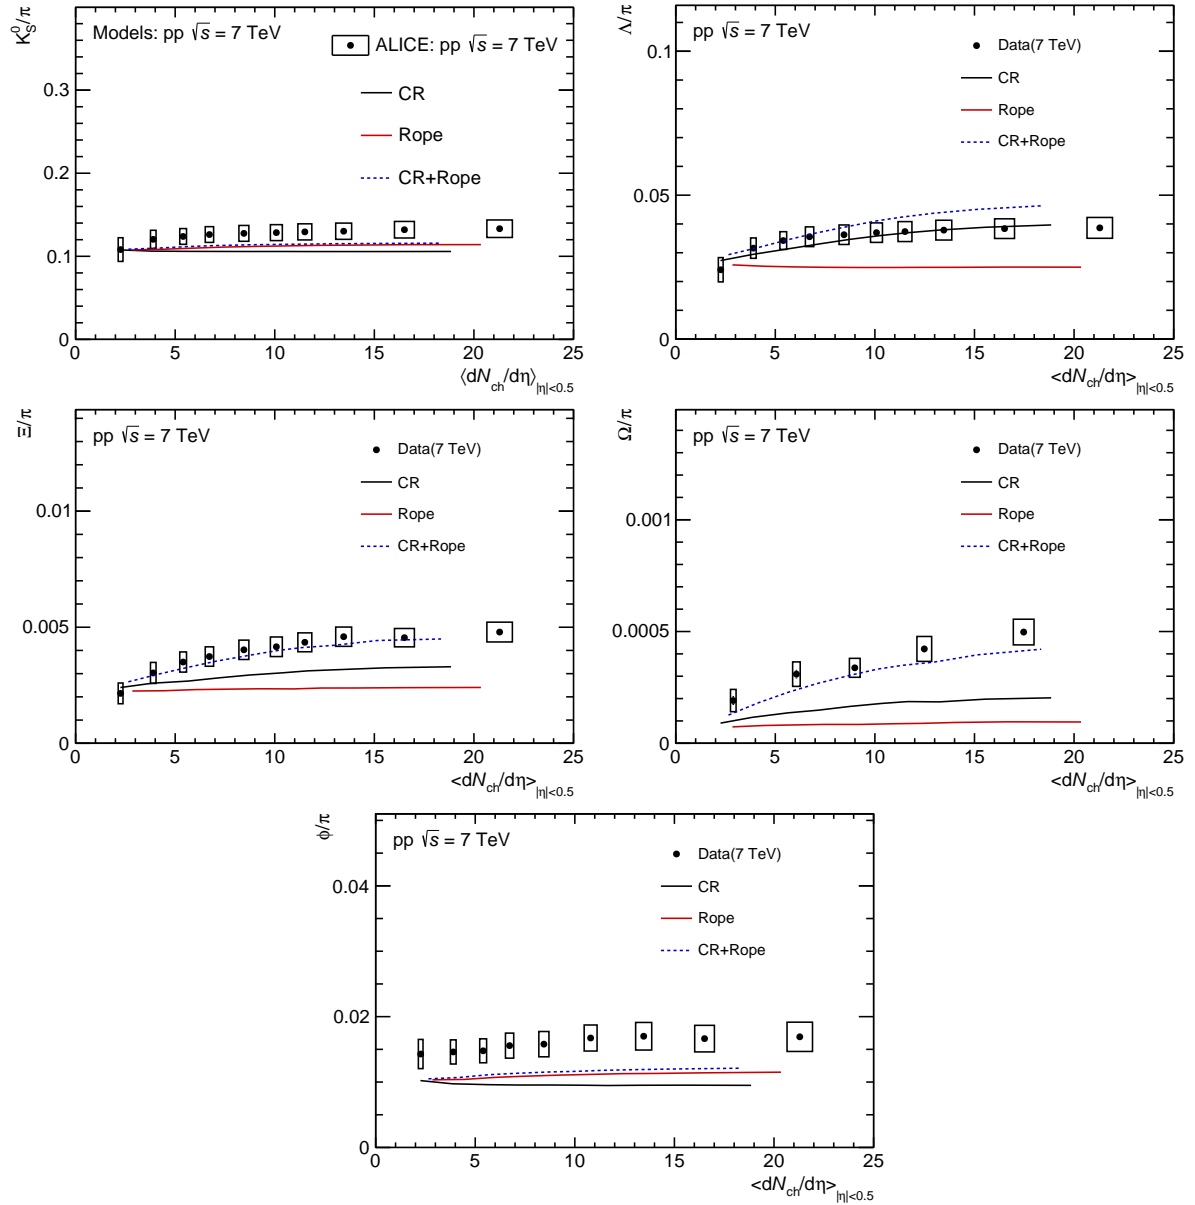 K⁰_S/π
Models: pp √s = 7 TeV
ALICE: pp √s = 7 TeV
CR
Rope
CR+Rope
0.3
0.2
0.1
0
0 5 10 15 20 25
⟨dN_ch/dη⟩_|η|<0.5
Λ/π
pp √s = 7 TeV
Data(7 TeV)
CR
Rope
CR+Rope
0.1
0.05
0
0 5 10 15 20 25
<dN_ch/dη>_|η|<0.5
Ξ/π
pp √s = 7 TeV
Data(7 TeV)
CR
Rope
CR+Rope
0.01
0.005
0
0 5 10 15 20 25
<dN_ch/dη>_|η|<0.5
Ω/π
pp √s = 7 TeV
Data(7 TeV)
CR
Rope
CR+Rope
0.001
0.0005
0
0 5 10 15 20 25
<dN_ch/dη>_|η|<0.5
ϕ/π
pp √s = 7 TeV
Data(7 TeV)
CR
Rope
CR+Rope
0.04
0.02
0
0 5 10 15 20 25
<dN_ch/dη>_|η|<0.5